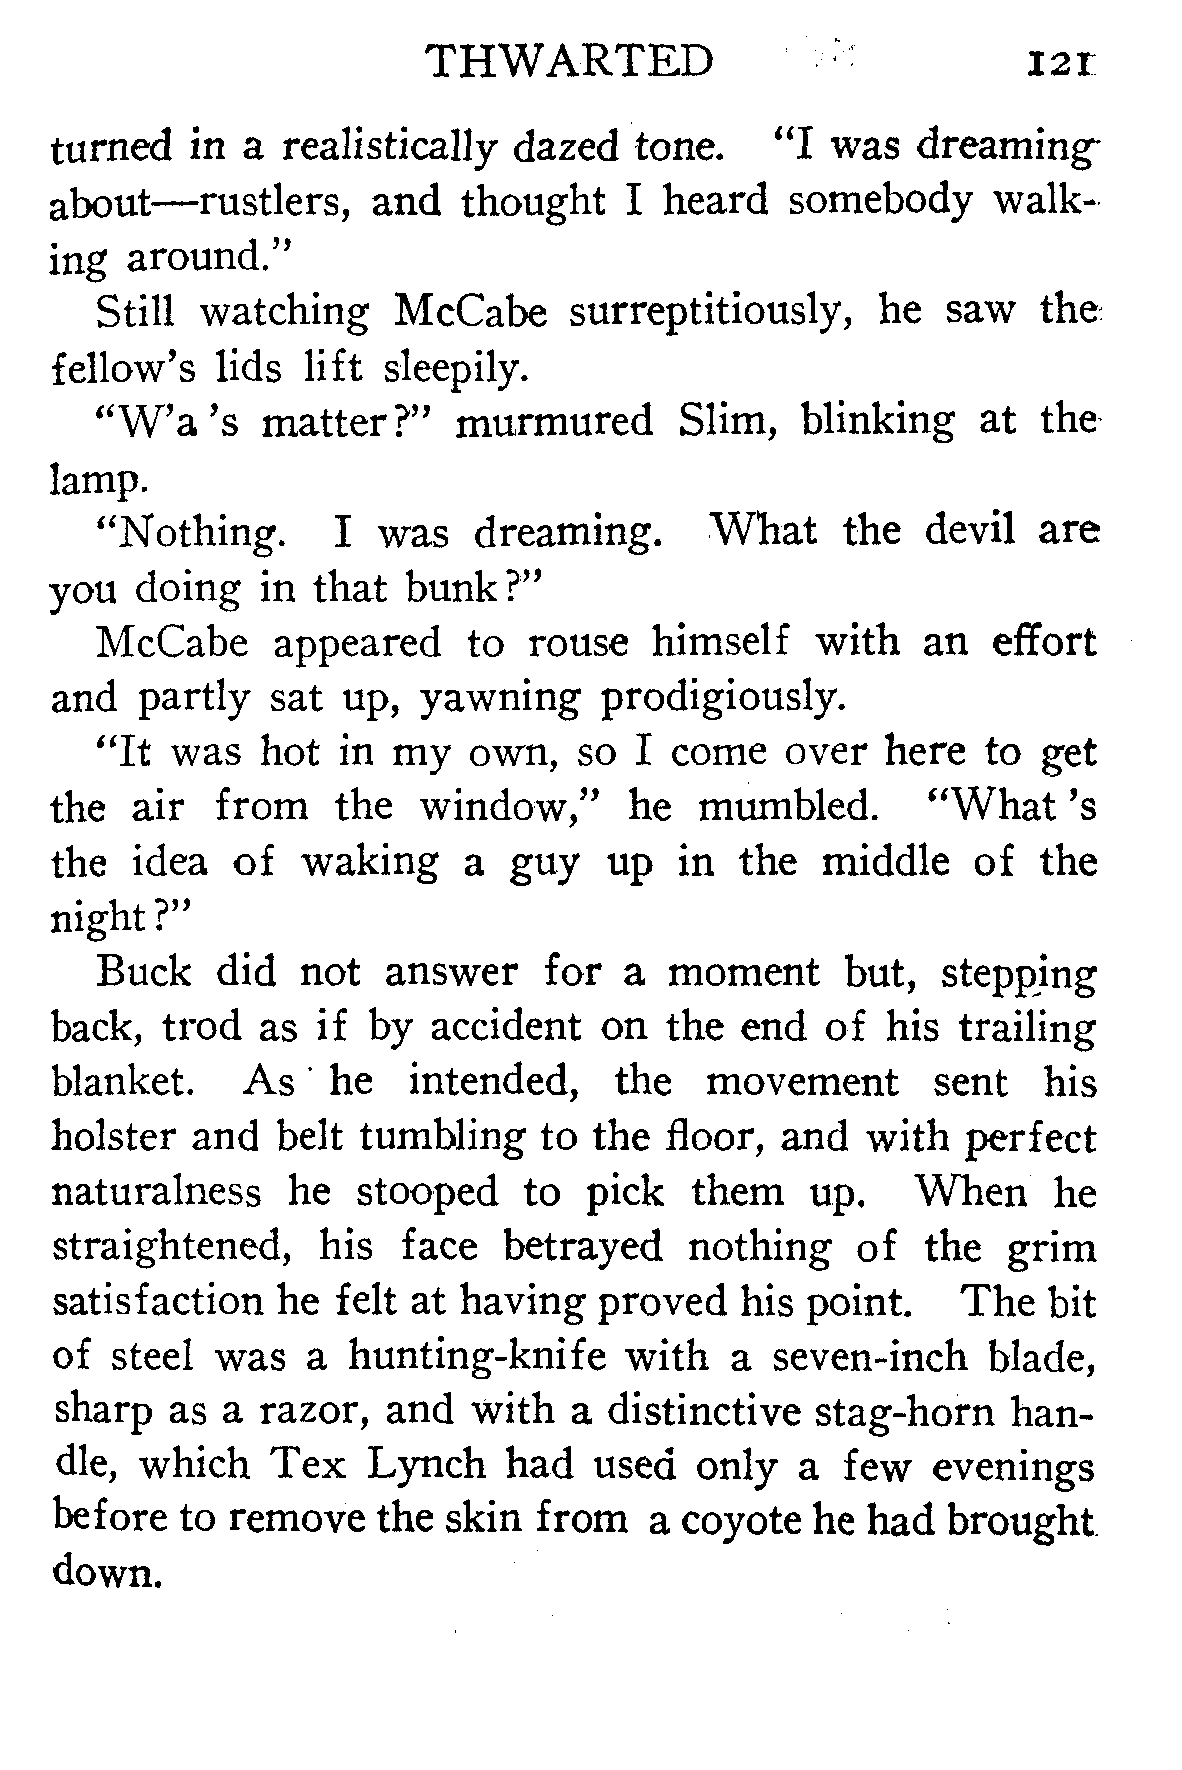 THWARTED 121
turned in a realistically dazed tone. “I was dreaming
about—rustlers, and thought I heard somebody walk-
ing around.”
Still watching McCabe surreptitiously, he saw the
fellow’s lids lift sleepily.
“W’a ’s matter?” murmured Slim, blinking at the
lamp.
“Nothing. I was dreaming. What the devil are
you doing in that bunk?”
McCabe appeared to rouse himself with an effort
and partly sat up, yawning prodigiously.
“It was hot in my own, so I come over here to get
the air from the window,” he mumbled. “What ’s
the idea of waking a guy up in the middle of the
night?”
Buck did not answer for a moment but, stepping
back, trod as if by accident on the end of his trailing
blanket. As he intended, the movement sent his
holster and belt tumbling to the floor, and with perfect
naturalness he stooped to pick them up. When he
straightened, his face betrayed nothing of the grim
satisfaction he felt at having proved his point. The bit
of steel was a hunting-knife with a seven-inch blade,
sharp as a razor, and with a distinctive stag-horn han-
dle, which Tex Lynch had used only a few evenings
before to remove the skin from a coyote he had brought
down.